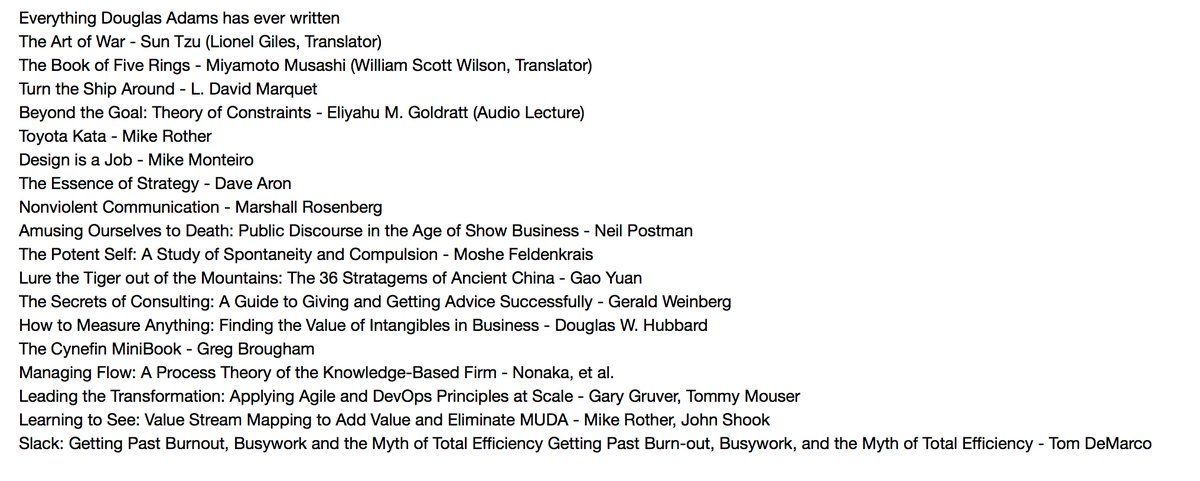 Everything Douglas Adams has ever written
The Art of War - Sun Tzu (Lionel Giles, Translator)
The Book of Five Rings - Miyamoto Musashi (William Scott Wilson, Translator)
Turn the Ship Around - L. David Marquet
Beyond the Goal: Theory of Constraints - Eliyahu M. Goldratt (Audio Lecture)
Toyota Kata - Mike Rother
Design is a Job - Mike Monteiro
The Essence of Strategy - Dave Aron
Nonviolent Communication - Marshall Rosenberg
Amusing Ourselves to Death: Public Discourse in the Age of Show Business - Neil Postman
The Potent Self: A Study of Spontaneity and Compulsion - Moshe Feldenkrais
Lure the Tiger out of the Mountains: The 36 Stratagems of Ancient China - Gao Yuan
The Secrets of Consulting: A Guide to Giving and Getting Advice Successfully - Gerald Weinberg
How to Measure Anything: Finding the Value of Intangibles in Business - Douglas W. Hubbard
The Cynefin MiniBook - Greg Brougham
Managing Flow: A Process Theory of the Knowledge-Based Firm - Nonaka, et al.
Leading the Transformation: Applying Agile and DevOps Principles at Scale - Gary Gruver, Tommy Mouser
Learning to See: Value Stream Mapping to Add Value and Eliminate MUDA - Mike Rother, John Shook
Slack: Getting Past Burnout, Busywork and the Myth of Total Efficiency Getting Past Burn-out, Busywork, and the Myth of Total Efficiency - Tom DeMarco